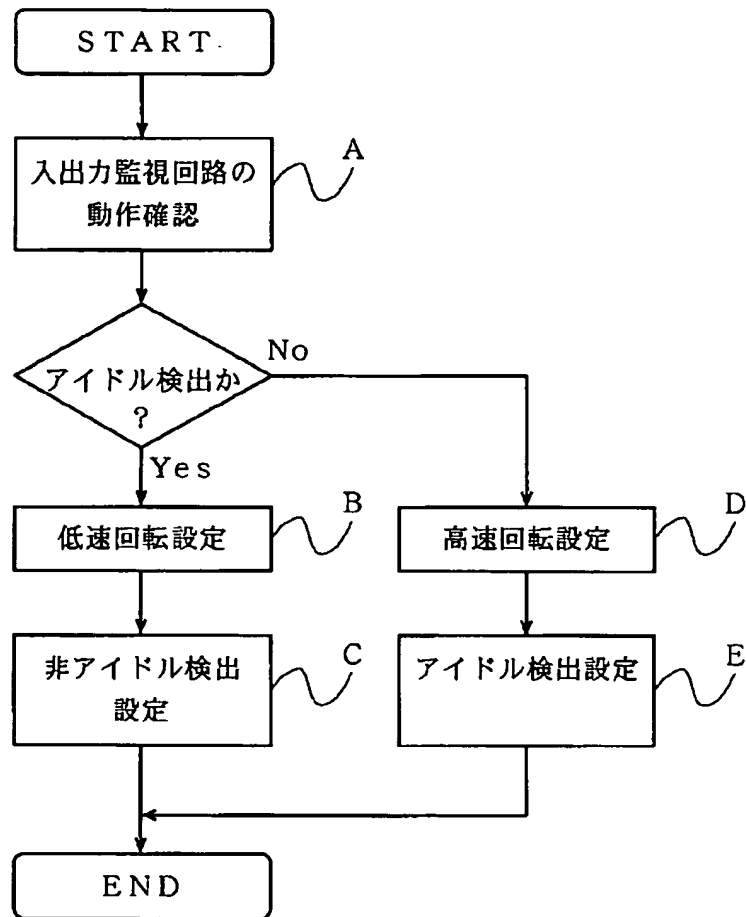 START
入出力監視回路の
動作確認
A
アイドル検出か
?
No
Yes
低速回転設定
B
高速回転設定
D
非アイドル検出
設定
C
アイドル検出設定
E
END